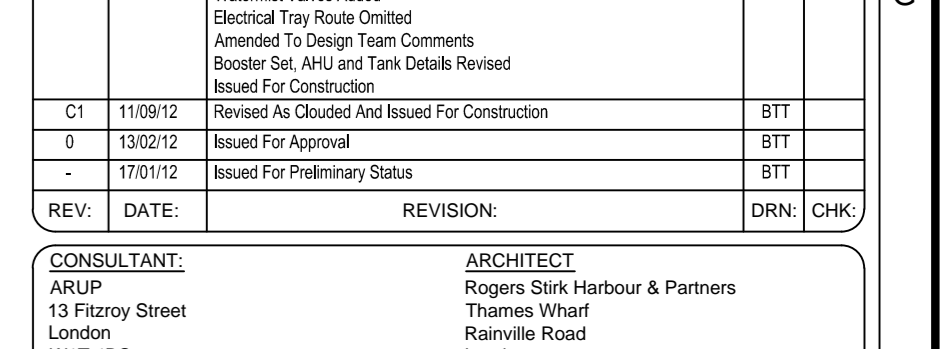 Electrical Tray Route Omitted
Amended To Design Team Comments
Booster Set, AHU and Tank Details Revised
Issued For Construction
C1 11/09/12 Revised As Clouded And Issued For Construction BTT
0 13/02/12 Issued For Approval BTT
- 17/01/12 Issued For Preliminary Status BTT
REV: DATE: REVISION: DRN: CHK:
CONSULTANT:
ARUP
13 Fitzroy Street
London
ARCHITECT
Rogers Stirk Harbour & Partners
Thames Wharf
Rainville Road